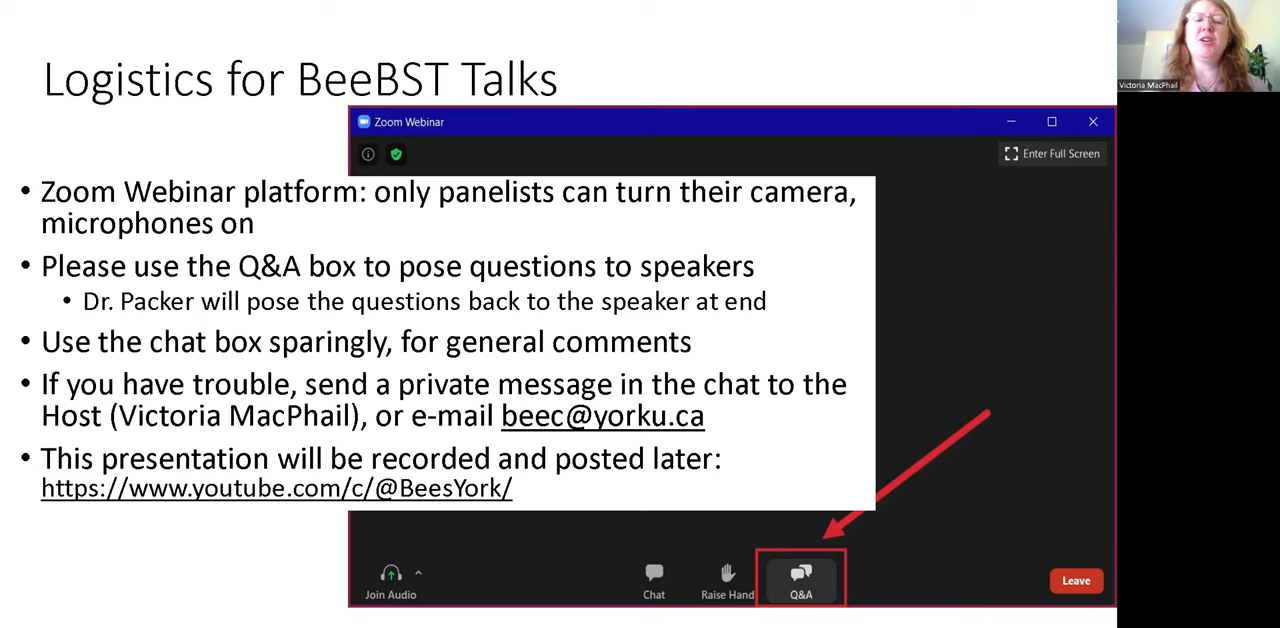 Logistics for BeeBST Talks
Victoria MacPhail
Zoom Webinar
Enter Full Screen
• Zoom Webinar platform: only panelists can turn their camera,
microphones on
• Please use the Q&A box to pose questions to speakers
• Dr. Packer will pose the questions back to the speaker at end
• Use the chat box sparingly, for general comments
• If you have trouble, send a private message in the chat to the
Host (Victoria MacPhail), or e-mail beec@yorku.ca
• This presentation will be recorded and posted later:
https://www.youtube.com/c/@BeesYork/
Join Audio
Chat
Raise Hand
Q&A
Leave